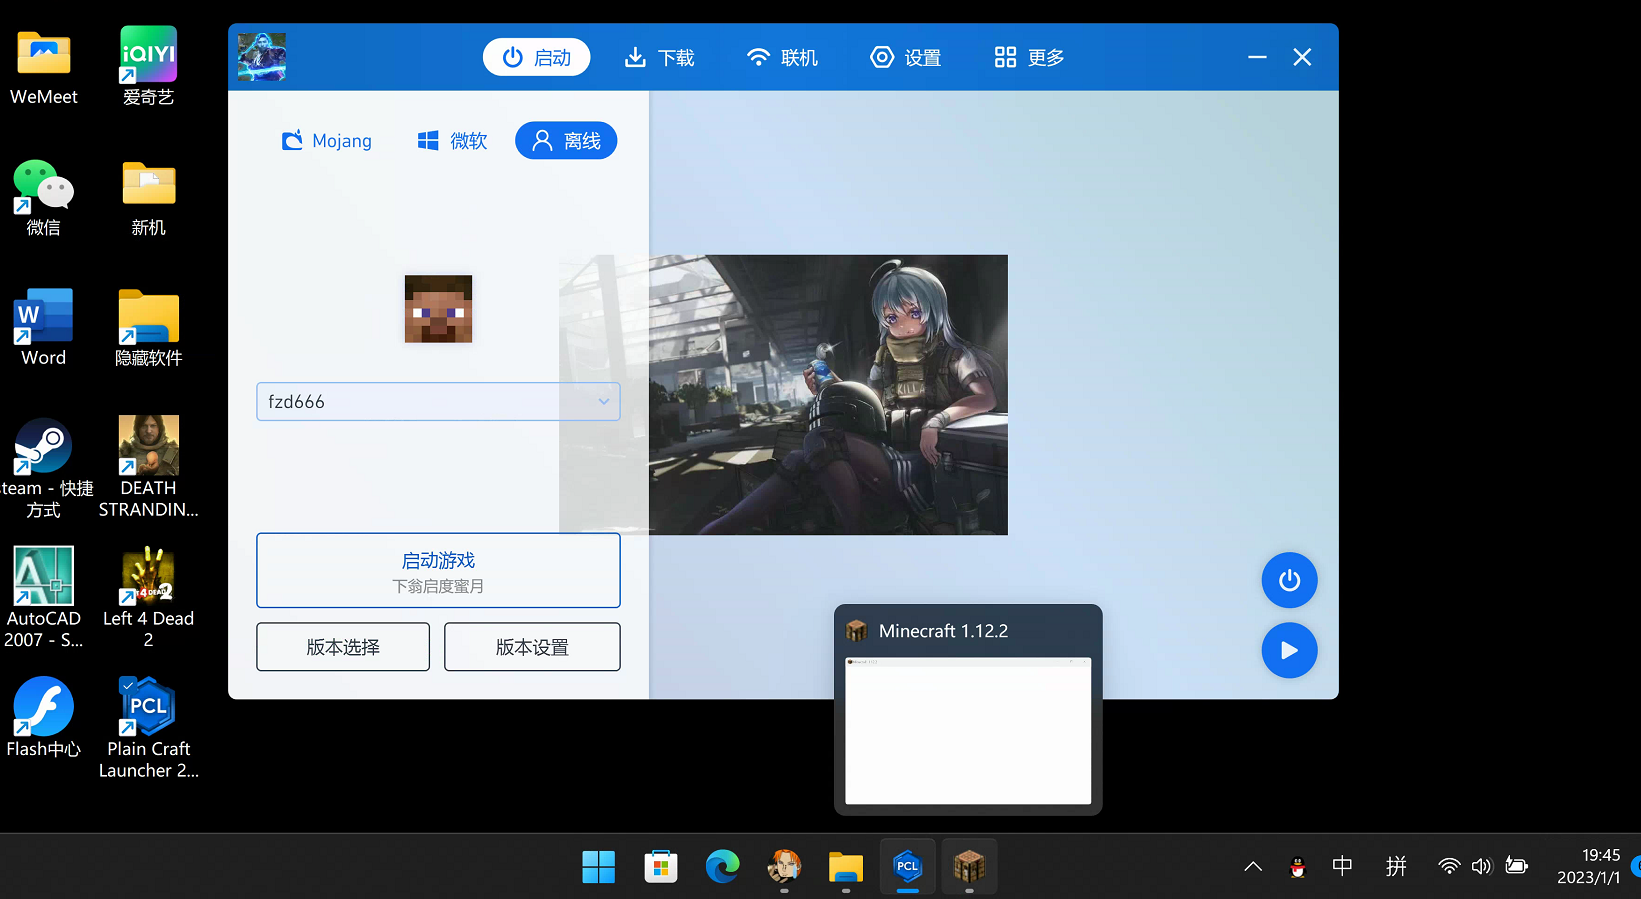 WeMeet
iQIYI
爱奇艺
微信
新机
W
Word
隐藏软件
steam - 快捷
方式
DEATH
STRANDIN...
AutoCAD
2007 - S...
Left 4 Dead
2
Flash中心
PCL
Plain Craft
Launcher 2...
启动
下载
联机
设置
更多
Mojang
微软
离线
fzd666
启动游戏
下翁启度蜜月
版本选择
版本设置
KILLA
Minecraft 1.12.2
PCL
中
拼
19:45
2023/1/1